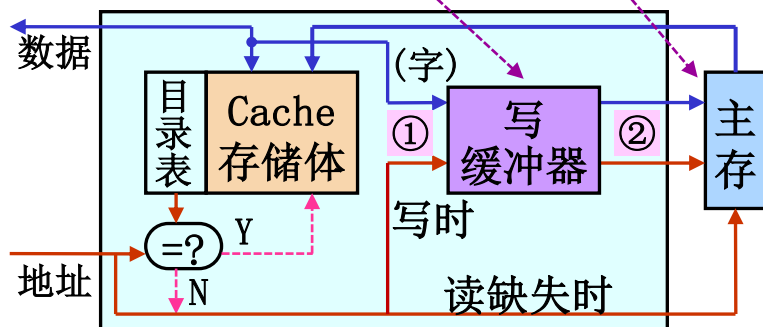 数据
(字)
目录表
Cache
存储体
①
写
缓冲器
②
主存
=?
Y
写时
地址
N
读缺失时